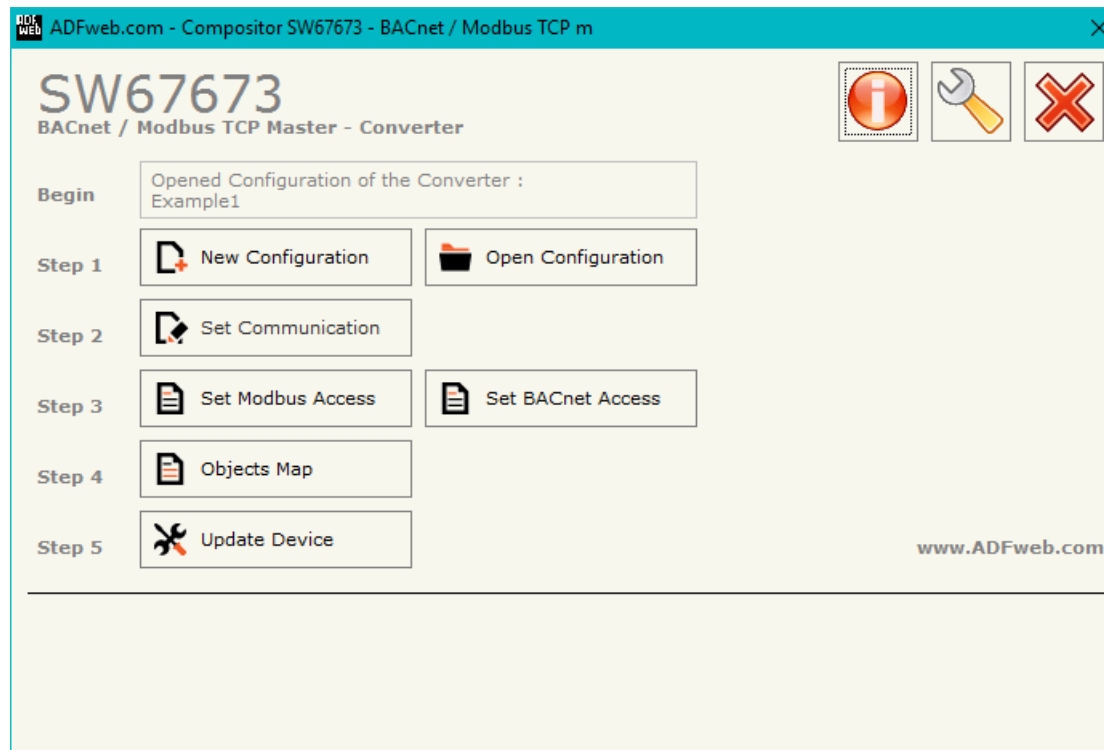 ADF
WEB
ADFweb.com - Compositor SW67673 - BACnet / Modbus TCP m
SW67673
BACnet / Modbus TCP Master - Converter
Begin
Opened Configuration of the Converter :
Example1
Step 1
New Configuration
Open Configuration
Step 2
Set Communication
Step 3
Set Modbus Access
Set BACnet Access
Step 4
Objects Map
Step 5
Update Device
www.ADFweb.com